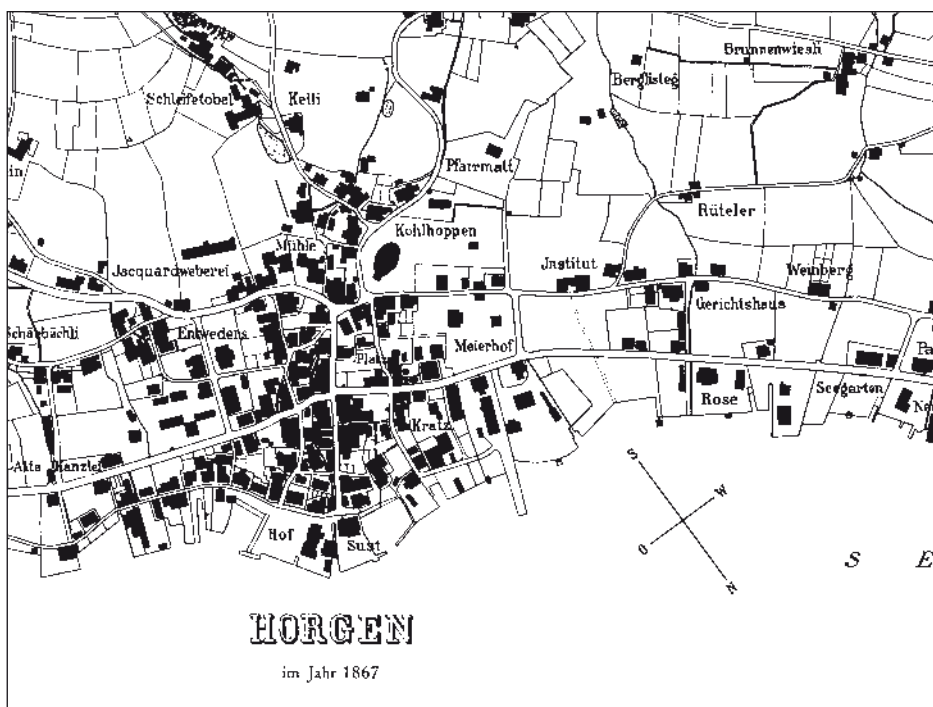 Brunnenwiesli
Berglisteg
Schleifetobel
Kelli
Pfarrmatt
Rüteler
Kohlhoppen
Mühle
Jacquardweberei
Institut
Weinberg
Gerichtshaus
Entwedens
Platz
Meierhof
Seegarten
Rose
Kratz
Alte Kanzlei
Hof
Sust
S
W
O
N
S E
HORGEN
im Jahr 1867